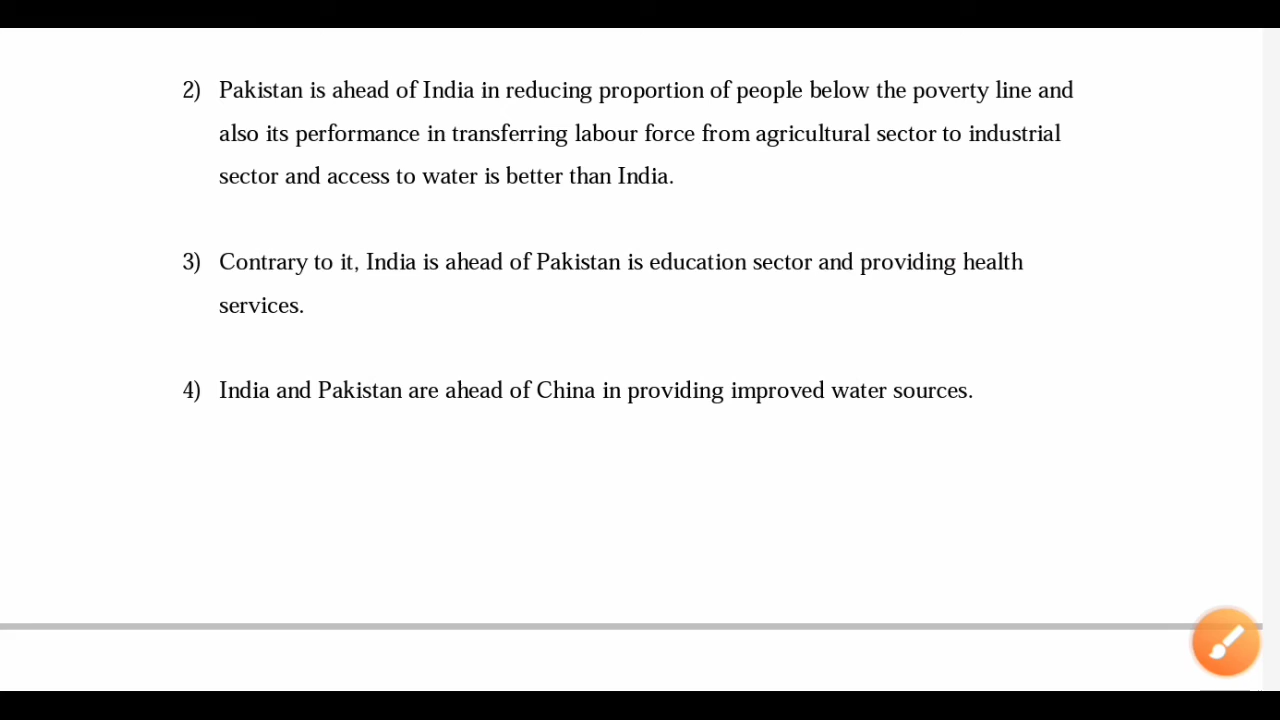 2) Pakistan is ahead of India in reducing proportion of people below the poverty line and
also its performance in transferring labour force from agricultural sector to industrial
sector and access to water is better than India.
3) Contrary to it, India is ahead of Pakistan is education sector and providing health
services.
4) India and Pakistan are ahead of China in providing improved water sources.